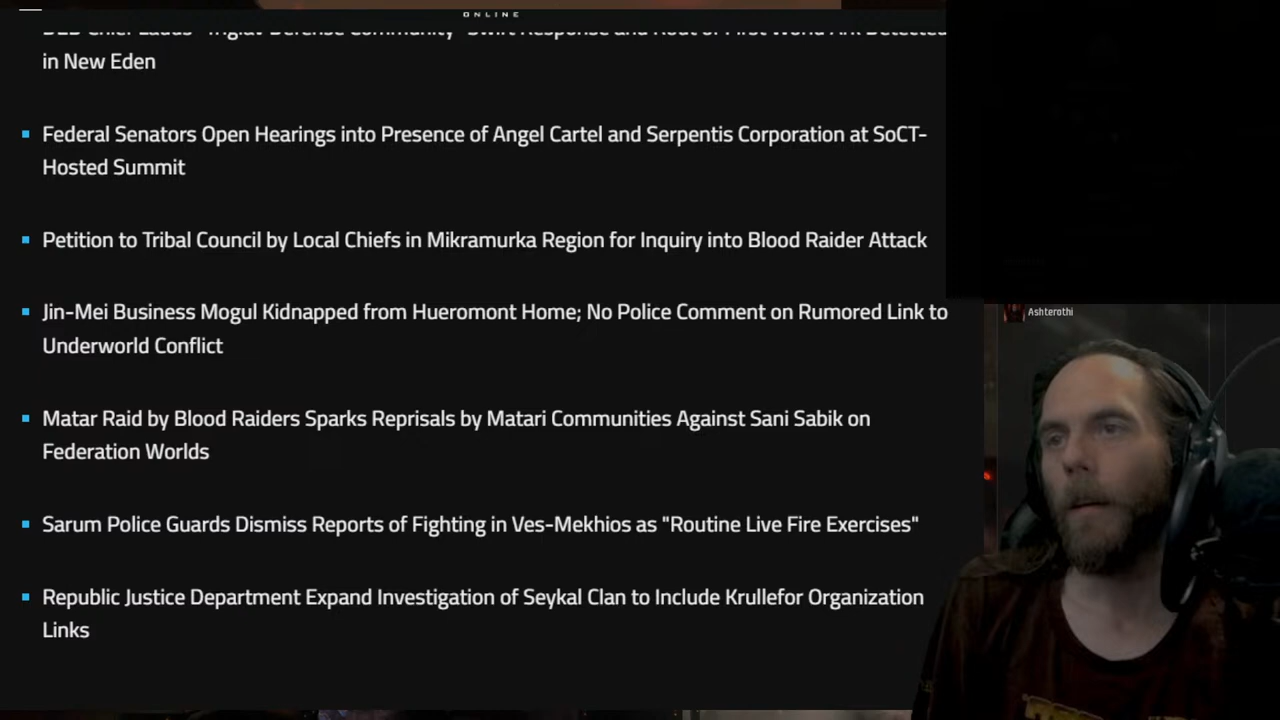 ONLINE
DED Chief Lauds "Triglav Defense Community" Swift Response and Rout of First World Ark Detected
in New Eden
Federal Senators Open Hearings into Presence of Angel Cartel and Serpentis Corporation at SoCT-
Hosted Summit
Petition to Tribal Council by Local Chiefs in Mikramurka Region for Inquiry into Blood Raider Attack
Jin-Mei Business Mogul Kidnapped from Hueromont Home; No Police Comment on Rumored Link to
Underworld Conflict
Ashterothi
Matar Raid by Blood Raiders Sparks Reprisals by Matari Communities Against Sani Sabik on
Federation Worlds
Sarum Police Guards Dismiss Reports of Fighting in Ves-Mekhios as "Routine Live Fire Exercises"
Republic Justice Department Expand Investigation of Seykal Clan to Include Krullefor Organization
Links